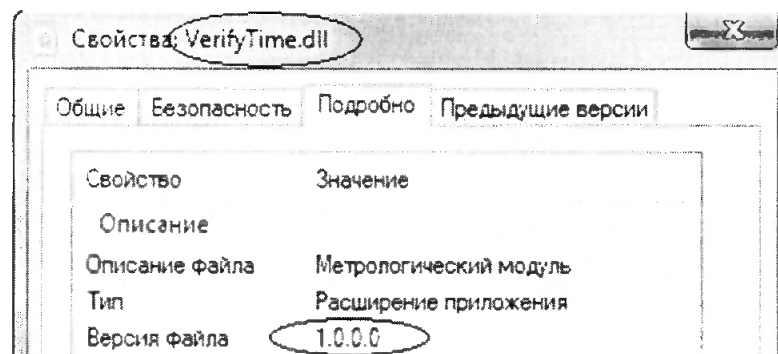 Свойства: VerifyTime.dll
Общие Безопасность Подробно Предыдущие версии
Свойство Значение
Описание
Описание файла Метрологический модуль
Тип Расширение приложения
Версия файла 1.0.0.0